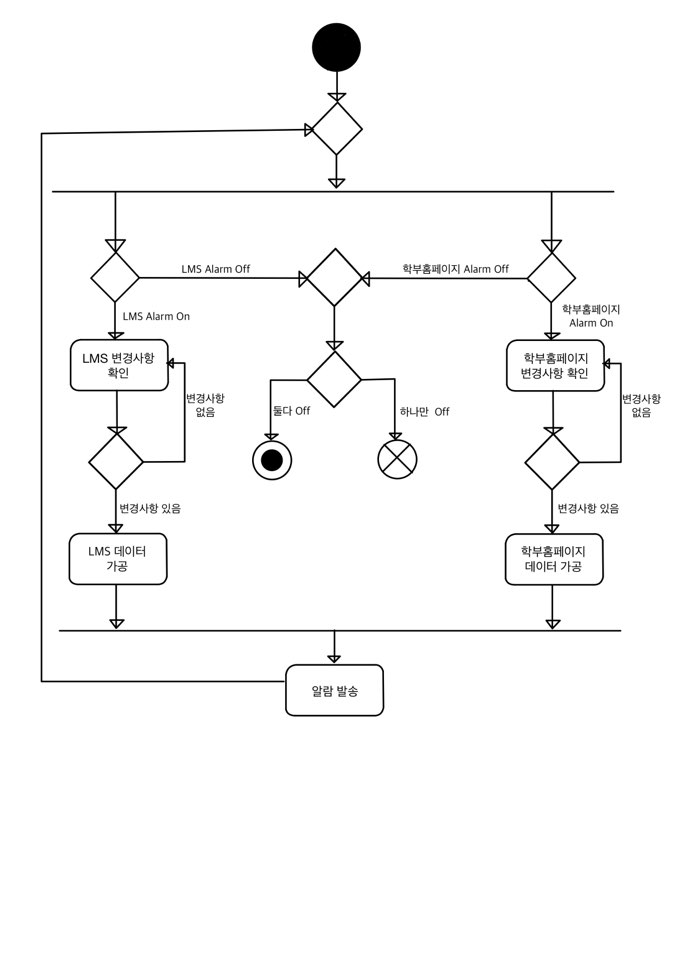 LMS Alarm Off
학부홈페이지 Alarm Off
LMS Alarm On
학부홈페이지
Alarm On
LMS 변경사항
확인
학부홈페이지
변경사항 확인
변경사항
없음
둘다 Off
하나만 Off
변경사항
없음
변경사항 있음
변경사항 있음
LMS 데이터
가공
학부홈페이지
데이터 가공
알람 발송